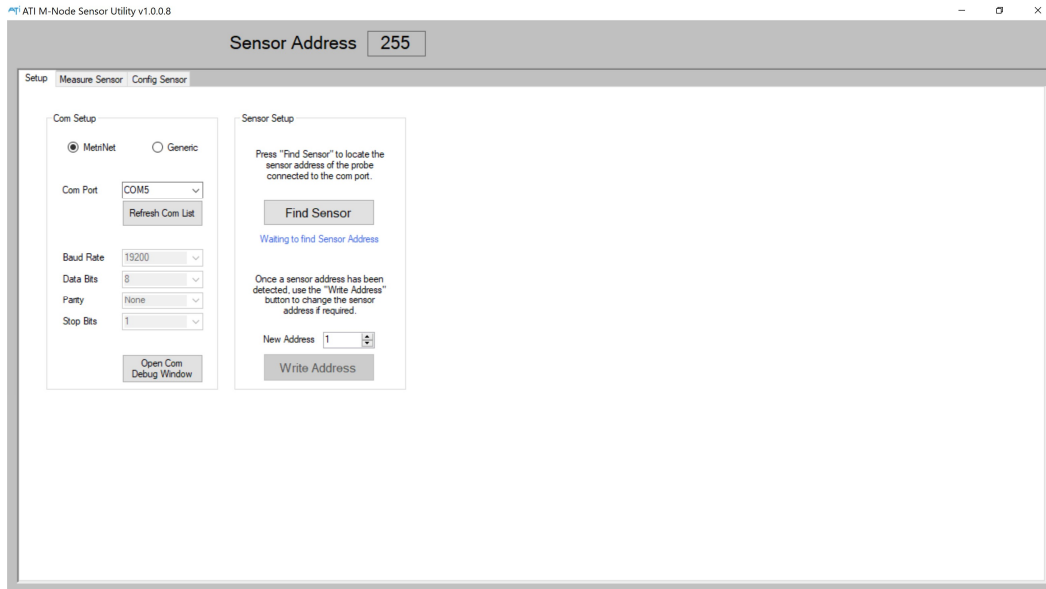 ATI M-Node Sensor Utility v1.0.0.8
Sensor Address 255
Setup Measure Sensor Config Sensor
Com Setup
MetriNet Generic
Com Port COM5
Refresh Com List
Baud Rate 19200
Data Bits 8
Parity None
Stop Bits 1
Open Com
Debug Window
Sensor Setup
Press "Find Sensor" to locate the
sensor address of the probe
connected to the com port.
Find Sensor
Waiting to find Sensor Address
Once a sensor address has been
detected, use the "Write Address"
button to change the sensor
address if required.
New Address 1
Write Address